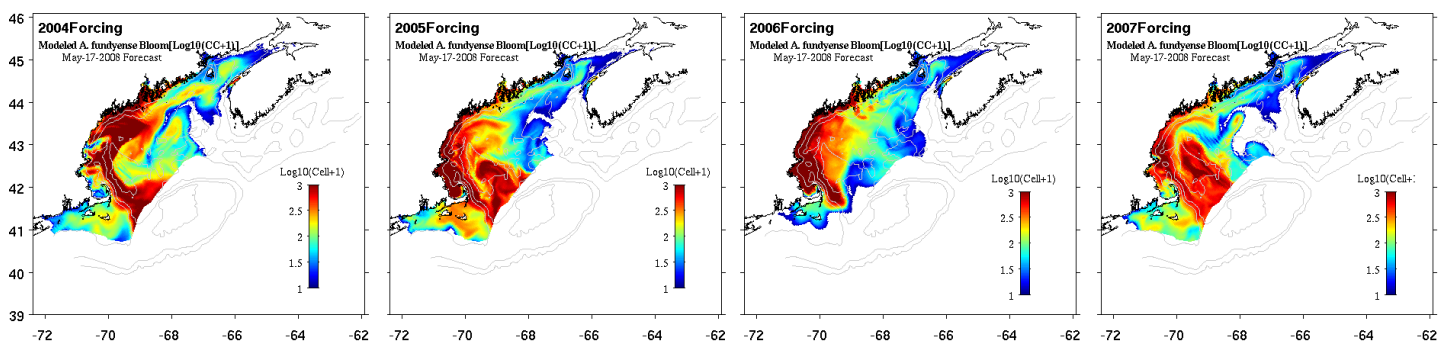 46
45
44
43
42
41
40
39
2004Forcing
Modeled A. fundyense Bloom[Log10(CC+1)]
May-17-2008 Forecast
Log10(Cell+1)
3
2.5
2
1.5
1
-72 -70 -68 -66 -64
2005Forcing
Modeled A. fundyense Bloom[Log10(CC+1)]
May-17-2008 Forecast
Log10(Cell+1)
3
2.5
2
1.5
1
-72 -70 -68 -66 -64 -62
2006Forcing
Modeled A. fundyense Bloom[Log10(CC+1)]
May-17-2008 Forecast
Log10(Cell+1)
3
2.5
2
1.5
1
-72 -70 -68 -66 -64 -62
2007Forcing
Modeled A. fundyense Bloom[Log10(CC+1)]
May-17-2008 Forecast
Log10(Cell+
3
2.5
2
1.5
1
-72 -70 -68 -66 -64 -62